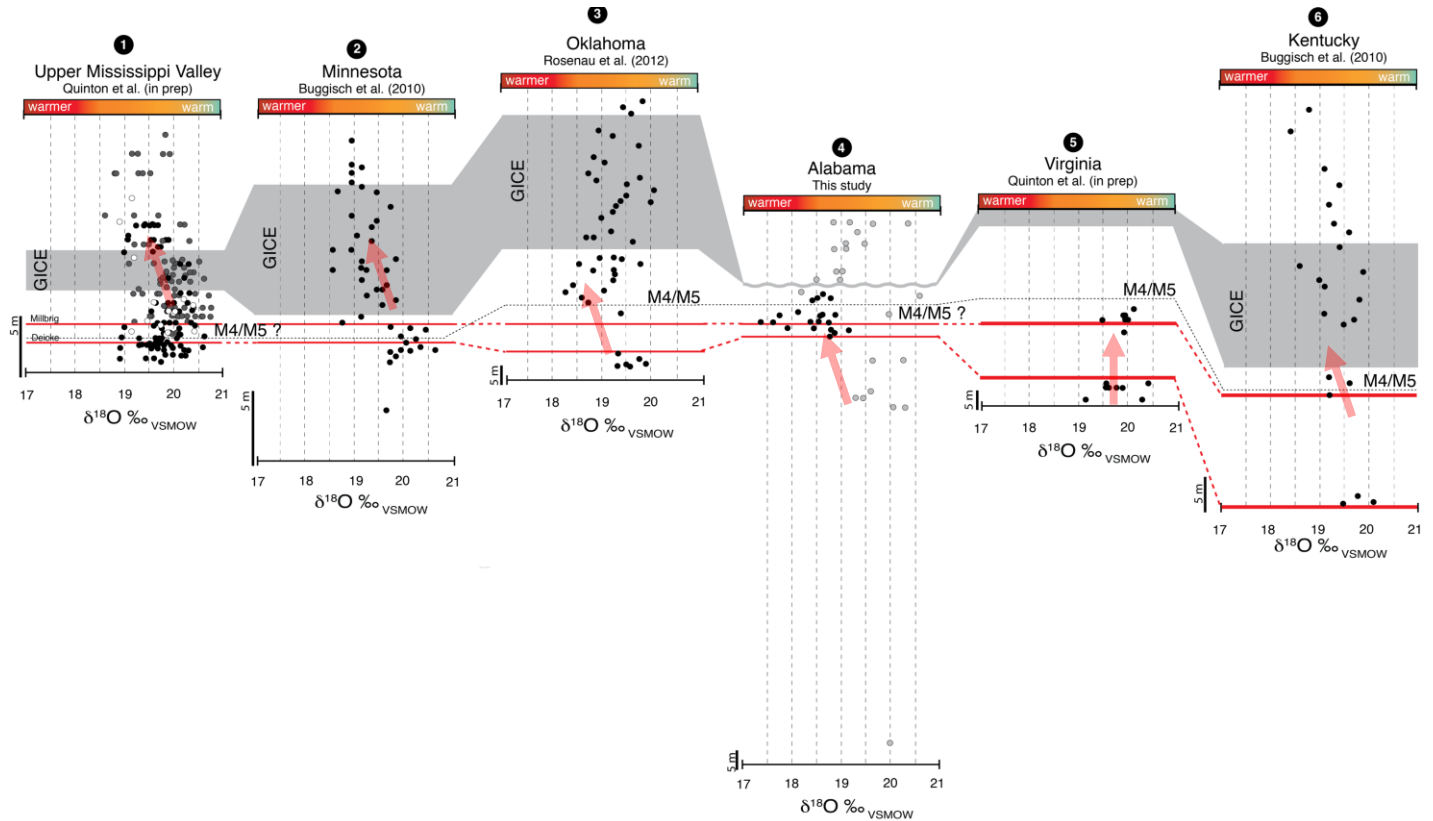 1
Upper Mississippi Valley
Quinton et al. (in prep)
warmer warm
GICE
Millbrig
Deicke
M4/M5 ?
5 m
17 18 19 20 21
δ18O ‰ VSMOW
2
Minnesota
Buggisch et al. (2010)
warmer warm
GICE
5 m
17 18 19 20 21
δ18O ‰ VSMOW
3
Oklahoma
Rosenau et al. (2012)
warmer warm
GICE
M4/M5
5 m
17 18 19 20 21
δ18O ‰ VSMOW
4
Alabama
This study
warmer warm
M4/M5 ?
5 m
17 18 19 20 21
δ18O ‰ VSMOW
5
Virginia
Quinton et al. (in prep)
warmer warm
M4/M5
5 m
17 18 19 20 21
δ18O ‰ VSMOW
6
Kentucky
Buggisch et al. (2010)
warmer warm
GICE
M4/M5
5 m
17 18 19 20 21
δ18O ‰ VSMOW